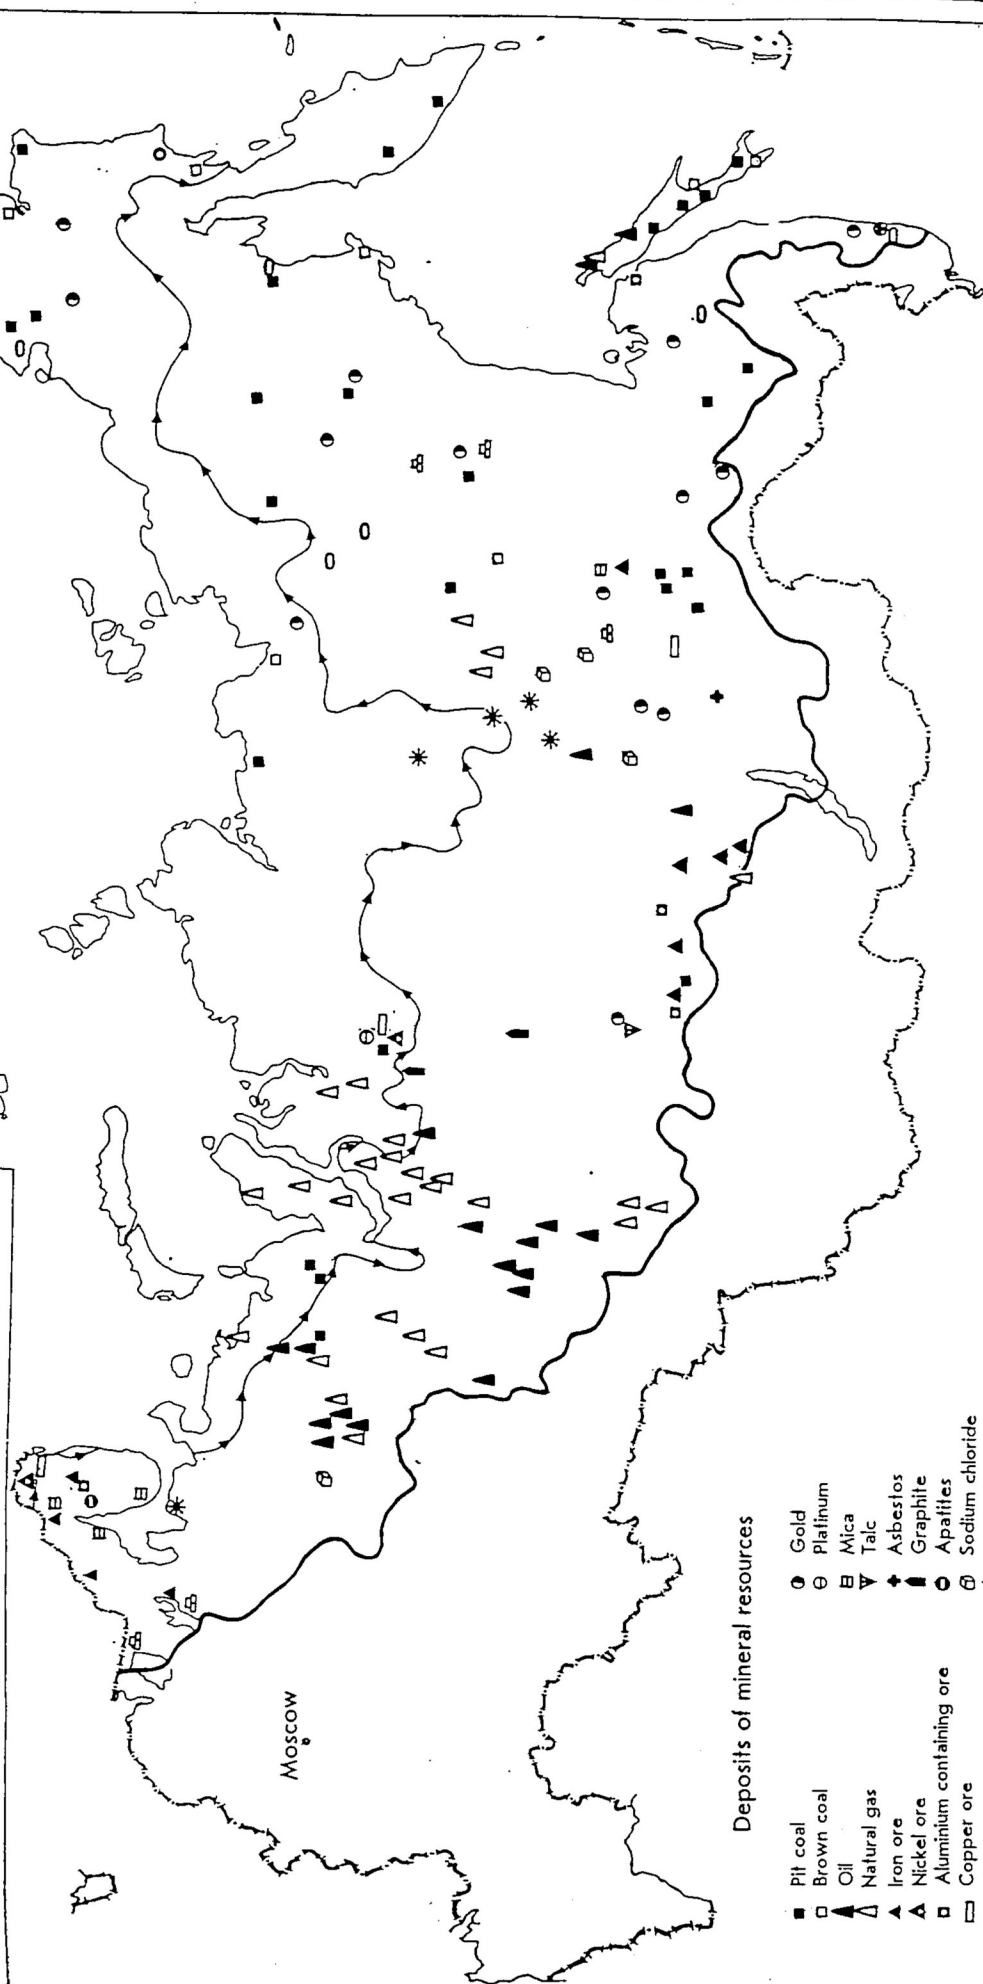 Moscow
Deposits of mineral resources
Pit coal
Brown coal
Oil
Natural gas
Iron ore
Nickel ore
Aluminium containing ore
Copper ore
Gold
Platinum
Mica
Talc
Asbestos
Graphite
Apatites
Sodium chloride